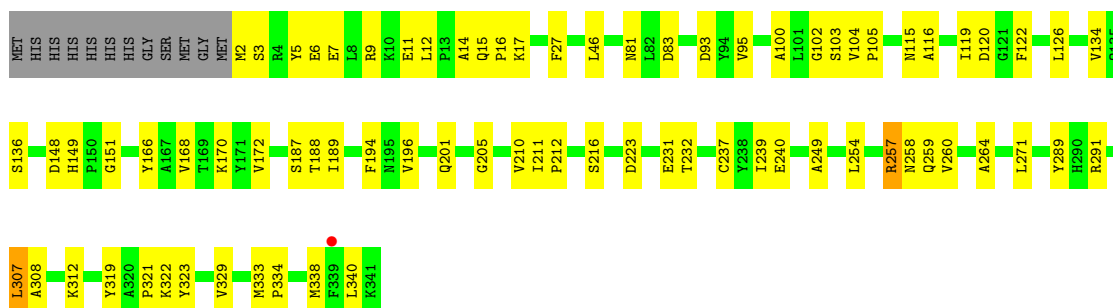 MET HIS HIS HIS HIS HIS HIS GLY SER MET GLY MET M2 S3 R4 Y5 E6 E7 L8 R9 K10 E11 L12 P13 A14 Q15 P16 K17 F27 L46 N81 L82 D83 D93 Y94 V95 A100 L101 G102 S103 V104 P105 N115 A116 I119 D120 G121 F122 L126 V134
S136 D148 H149 P150 G151 Y166 A167 V168 T169 K170 Y171 V172 S187 T188 I189 F194 N195 V196 Q201 G205 V210 I211 P212 S216 D223 E231 T232 C237 Y238 I239 E240 A249 L254 R257 N258 Q259 V260 A264 L271 Y289 H290 R291
L307 A308 K312 Y319 A320 P321 K322 Y323 V329 M333 P334 M338 F339 L340 K341